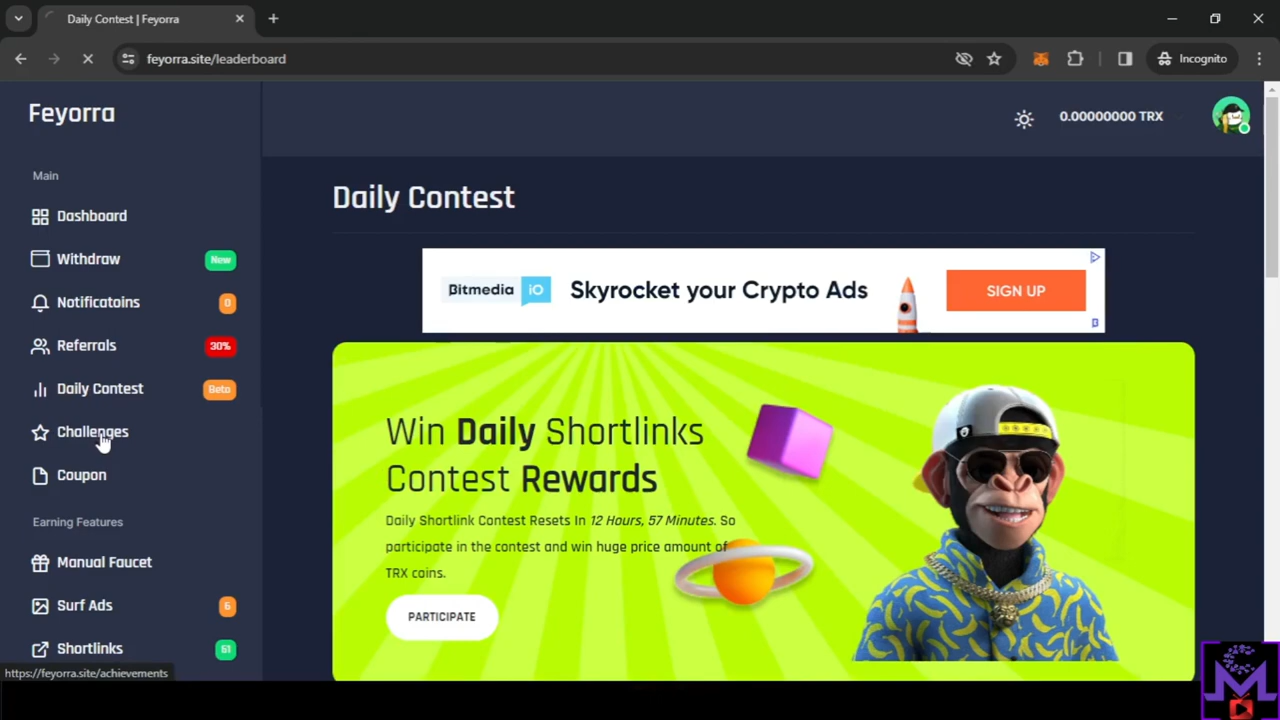 Daily Contest | Feyorra
feyorra.site/leaderboard
Incognito
Feyorra
0.00000000 TRX
Main
Dashboard
Withdraw
New
Notificatoins
0
Referrals
30%
Daily Contest
Beta
Challenges
Coupon
Earning Features
Manual Faucet
Surf Ads
6
Shortlinks
61
https://feyorra.site/achievements
Daily Contest
Bitmedia iO
Skyrocket your Crypto Ads
SIGN UP
Win Daily Shortlinks
Contest Rewards
Daily Shortlink Contest Resets In 12 Hours, 57 Minutes. So
participate in the contest and win huge price amount of
TRX coins.
PARTICIPATE
M